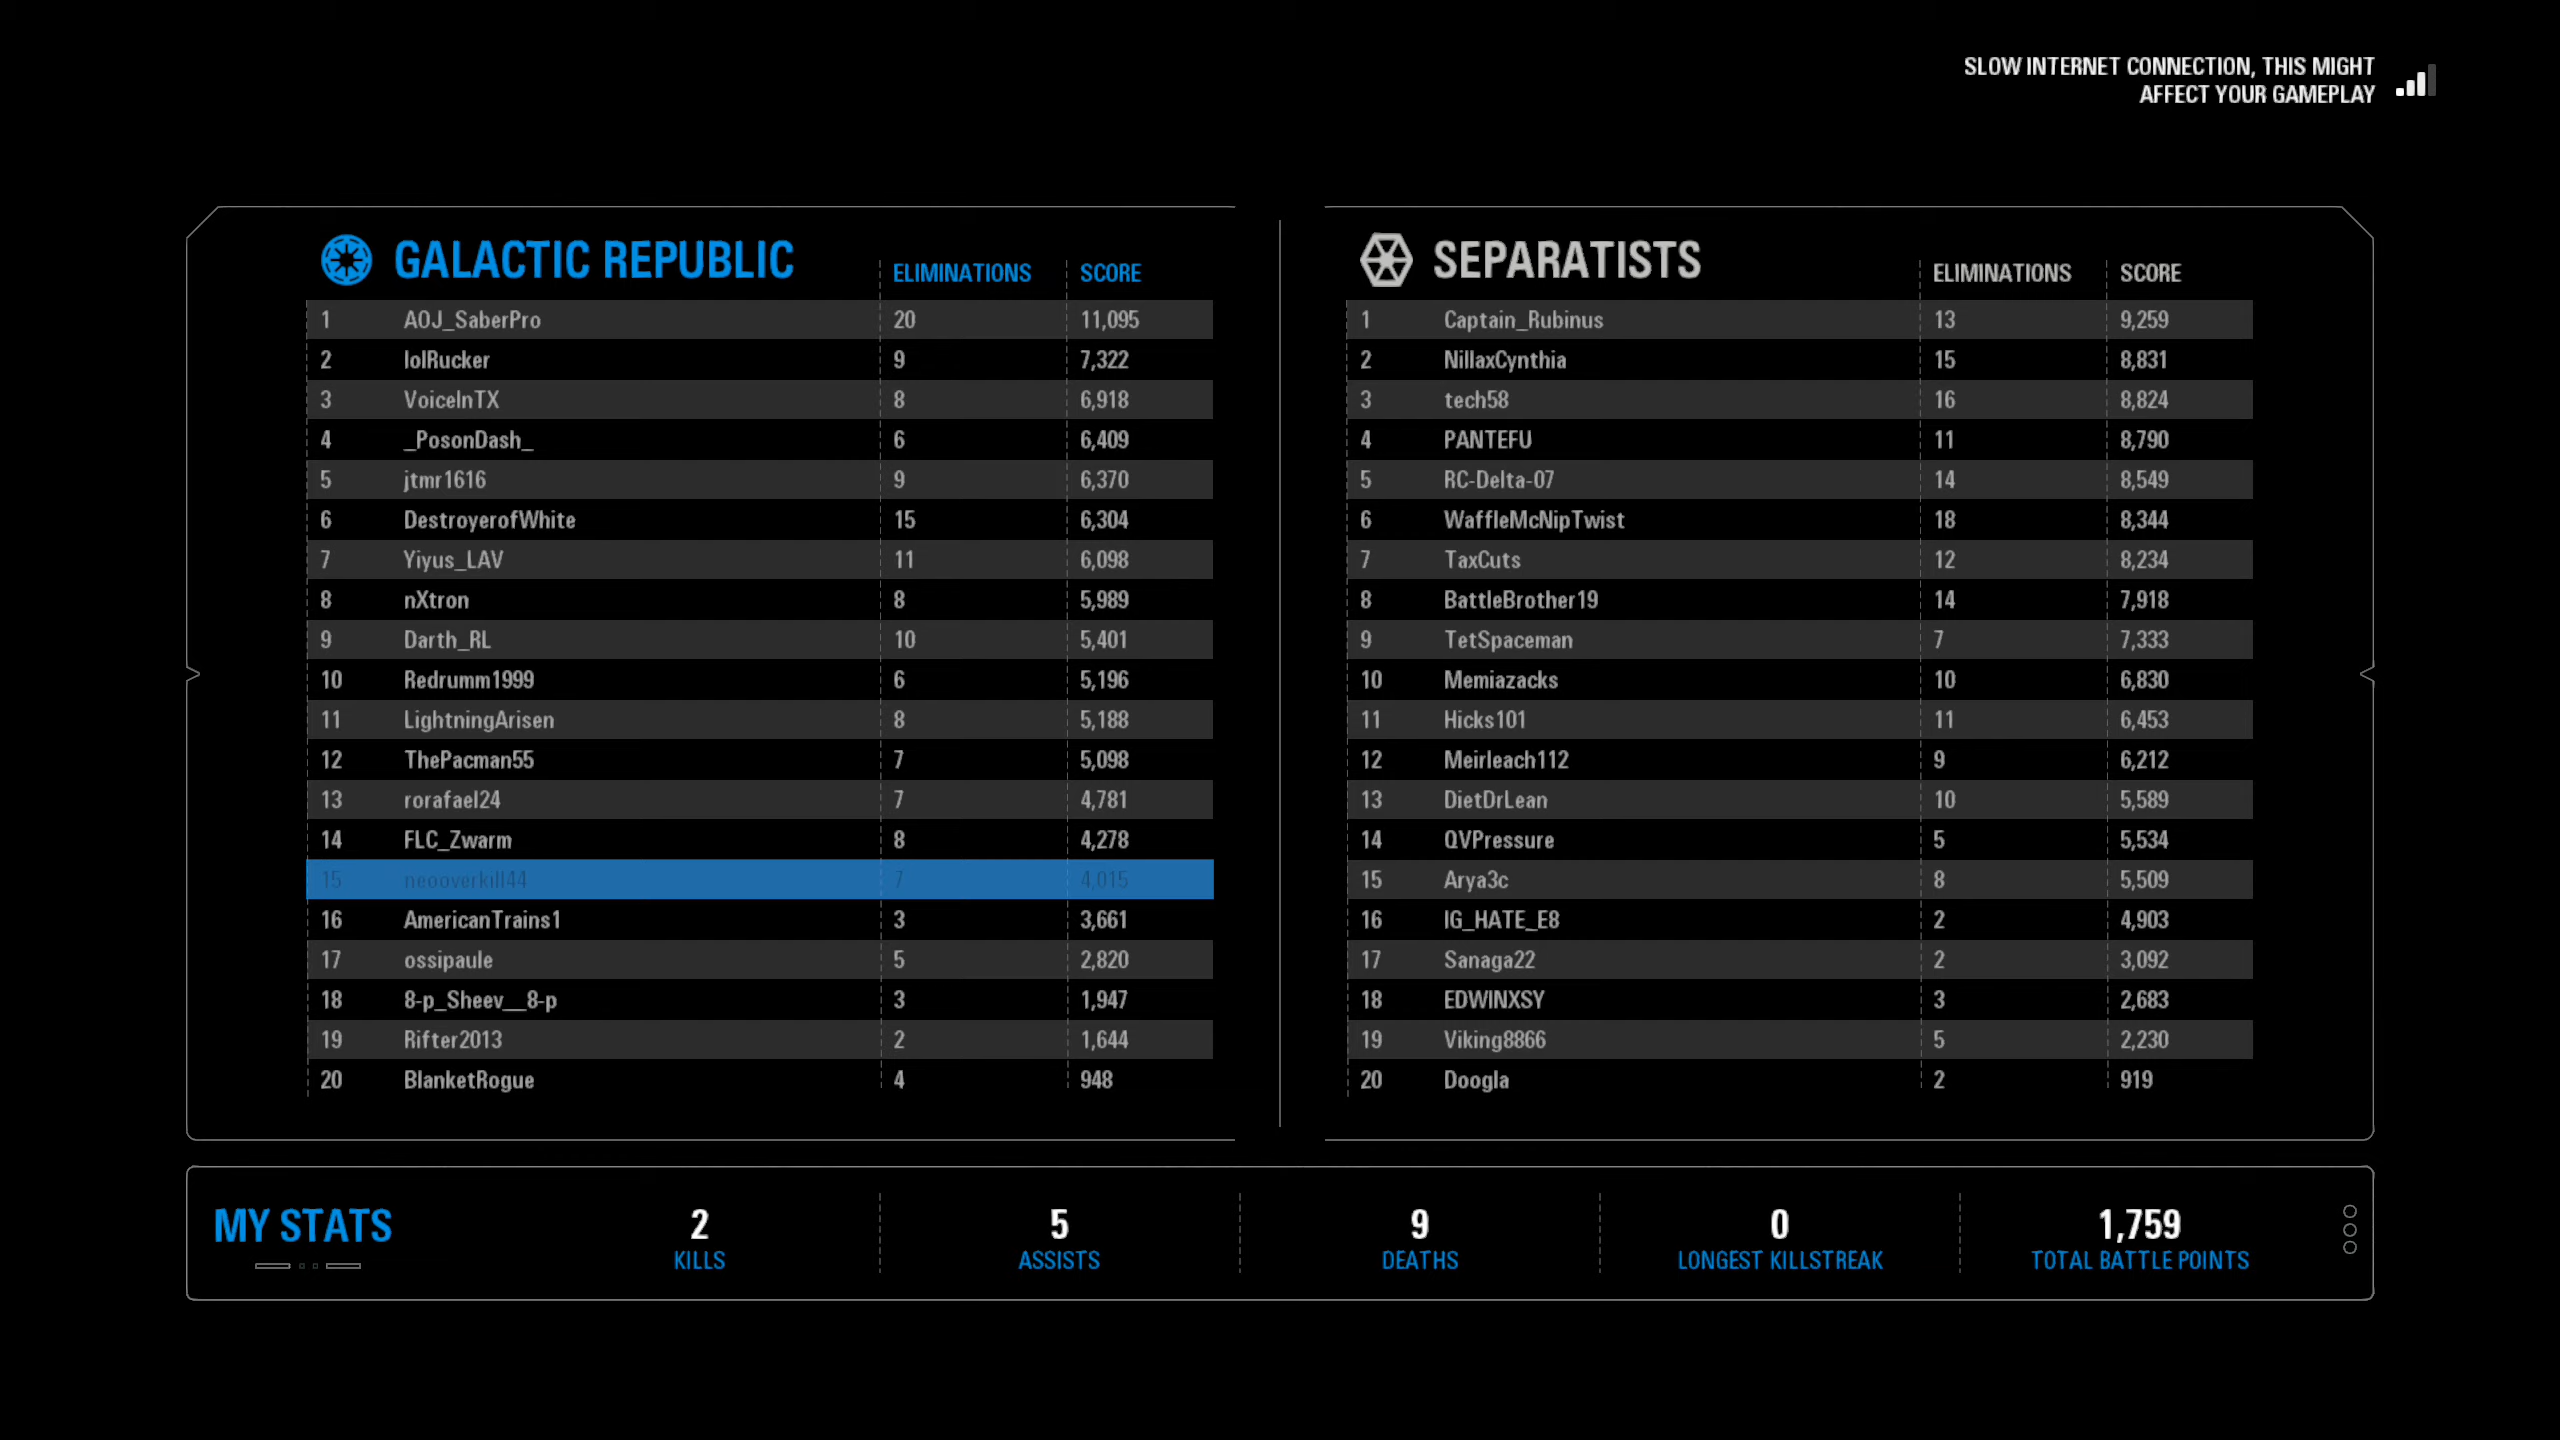 SLOW INTERNET CONNECTION, THIS MIGHT
AFFECT YOUR GAMEPLAY
GALACTIC REPUBLIC ELIMINATIONS SCORE
1 AOJ_SaberPro 20 11,095
2 lolRucker 9 7,322
3 VoiceInTX 8 6,918
4 _PosonDash_ 6 6,409
5 jtmr1616 9 6,370
6 DestroyerofWhite 15 6,304
7 Yiyus_LAV 11 6,098
8 nXtron 8 5,989
9 Darth_RL 10 5,401
10 Redrumm1999 6 5,196
11 LightningArisen 8 5,188
12 ThePacman55 7 5,098
13 rorafael24 7 4,781
14 FLC_Zwarm 8 4,278
15 neooverkill44 7 4,015
16 AmericanTrains1 3 3,661
17 ossipaule 5 2,820
18 8-p_Sheev__8-p 3 1,947
19 Rifter2013 2 1,644
20 BlanketRogue 4 948
SEPARATISTS ELIMINATIONS SCORE
1 Captain_Rubinus 13 9,259
2 NillaxCynthia 15 8,831
3 tech58 16 8,824
4 PANTEFU 11 8,790
5 RC-Delta-07 14 8,549
6 WaffleMcNipTwist 18 8,344
7 TaxCuts 12 8,234
8 BattleBrother19 14 7,918
9 TetSpaceman 7 7,333
10 Memiazacks 10 6,830
11 Hicks101 11 6,453
12 Meirleach112 9 6,212
13 DietDrLean 10 5,589
14 QVPressure 5 5,534
15 Arya3c 8 5,509
16 IG_HATE_E8 2 4,903
17 Sanaga22 2 3,092
18 EDWINXSY 3 2,683
19 Viking8866 5 2,230
20 Doogla 2 919
MY STATS
2 5 9 0 1,759
KILLS ASSISTS DEATHS LONGEST KILLSTREAK TOTAL BATTLE POINTS